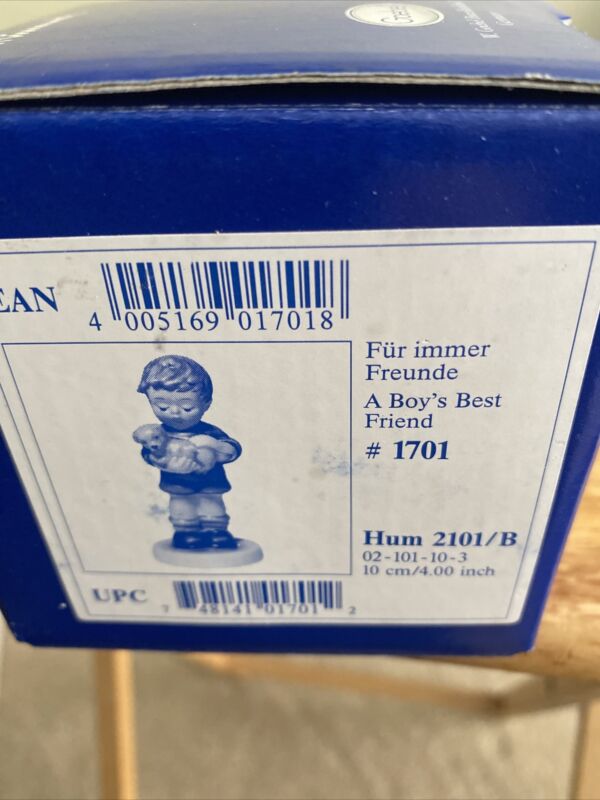 Goebel
EAN
4 005169 017018
Für immer
Freunde
A Boy's Best
Friend
# 1701
Hum 2101/B
02-101-10-3
10 cm/4.00 inch
UPC
7 48141 01701 2